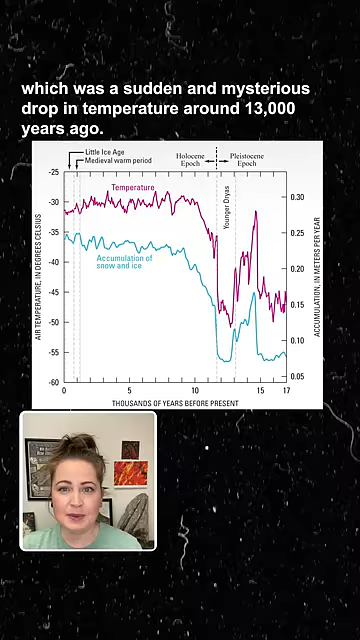 which was a sudden and mysterious
drop in temperature around 13,000
years ago.
Little Ice Age
Medieval warm period
Holocene
Epoch
Pleistocene
Epoch
Temperature
Younger Dryas
Accumulation of
snow and ice
AIR TEMPERATURE, IN DEGREES CELSIUS
-25
-30
-35
-40
-45
-50
-55
-60
0.30
0.25
0.20
0.15
0.10
0.05
ACCUMULATION, IN METERS PER YEAR
0
5
10
15
17
THOUSANDS OF YEARS BEFORE PRESENT